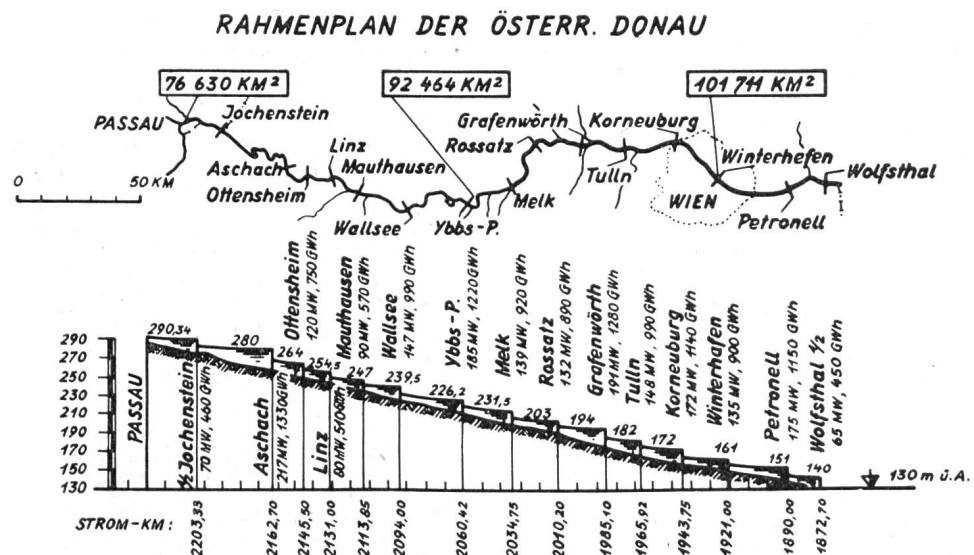 RAHMENPLAN DER ÖSTERR. DONAU
76 630 KM²
92 464 KM²
101 711 KM²
PASSAU
Jochenstein
Aschach
Ottensheim
Linz
Mauthausen
Wallsee
Ybbs-P.
Melk
Rossatz
Grafenwörth
Tulln
Korneuburg
WIEN
Winterhefen
Petronell
Wolfsthal
0
50 KM
PASSAU
½ Jochenstein
70 MW, 460 GWh
Aschach
217 MW, 1330 GWh
Ottensheim
120 MW, 750 GWh
Linz
80 MW, 510 GWh
Mauthausen
90 MW, 570 GWh
Wallsee
147 MW, 990 GWh
Ybbs-P.
185 MW, 1220 GWh
Melk
139 MW, 920 GWh
Rossatz
132 MW, 890 GWh
Grafenwörth
191 MW, 1280 GWh
Tulln
148 MW, 990 GWh
Korneuburg
172 MW, 1140 GWh
Winterhafen
135 MW, 900 GWh
Petronell
175 MW, 1150 GWh
Wolfsthal ½
65 MW, 450 GWh
290
270
250
230
210
190
170
150
130
290,34
280
264
254,5
247
239,5
226,2
231,5
203
194
182
172
161
151
140
130 m ü.A.
STROM-KM:
2203,33
2162,70
2145,50
2131,00
2113,65
2094,00
2060,42
2034,75
2010,20
1985,10
1965,92
1943,75
1921,00
1890,00
1872,70